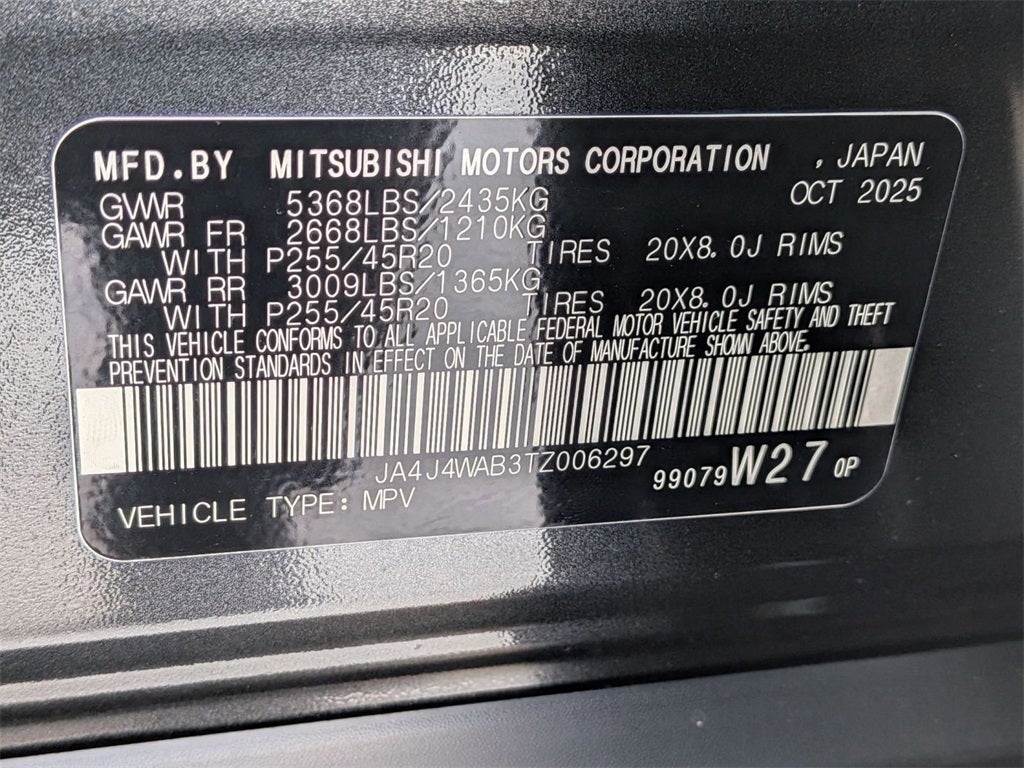 MFD.BY MITSUBISHI MOTORS CORPORATION , JAPAN
GVWR 5368LBS/2435KG OCT 2025
GAWR FR 2668LBS/1210KG
WITH P255/45R20 TIRES 20X8.0J RIMS
GAWR RR 3009LBS/1365KG
WITH P255/45R20 TIRES 20X8.0J RIMS
THIS VEHICLE CONFORMS TO ALL APPLICABLE FEDERAL MOTOR VEHICLE SAFETY AND THEFT
PREVENTION STANDARDS IN EFFECT ON THE DATE OF MANUFACTURE SHOWN ABOVE.
JA4J4WAB3TZ006297
99079W27 0P
VEHICLE TYPE: MPV